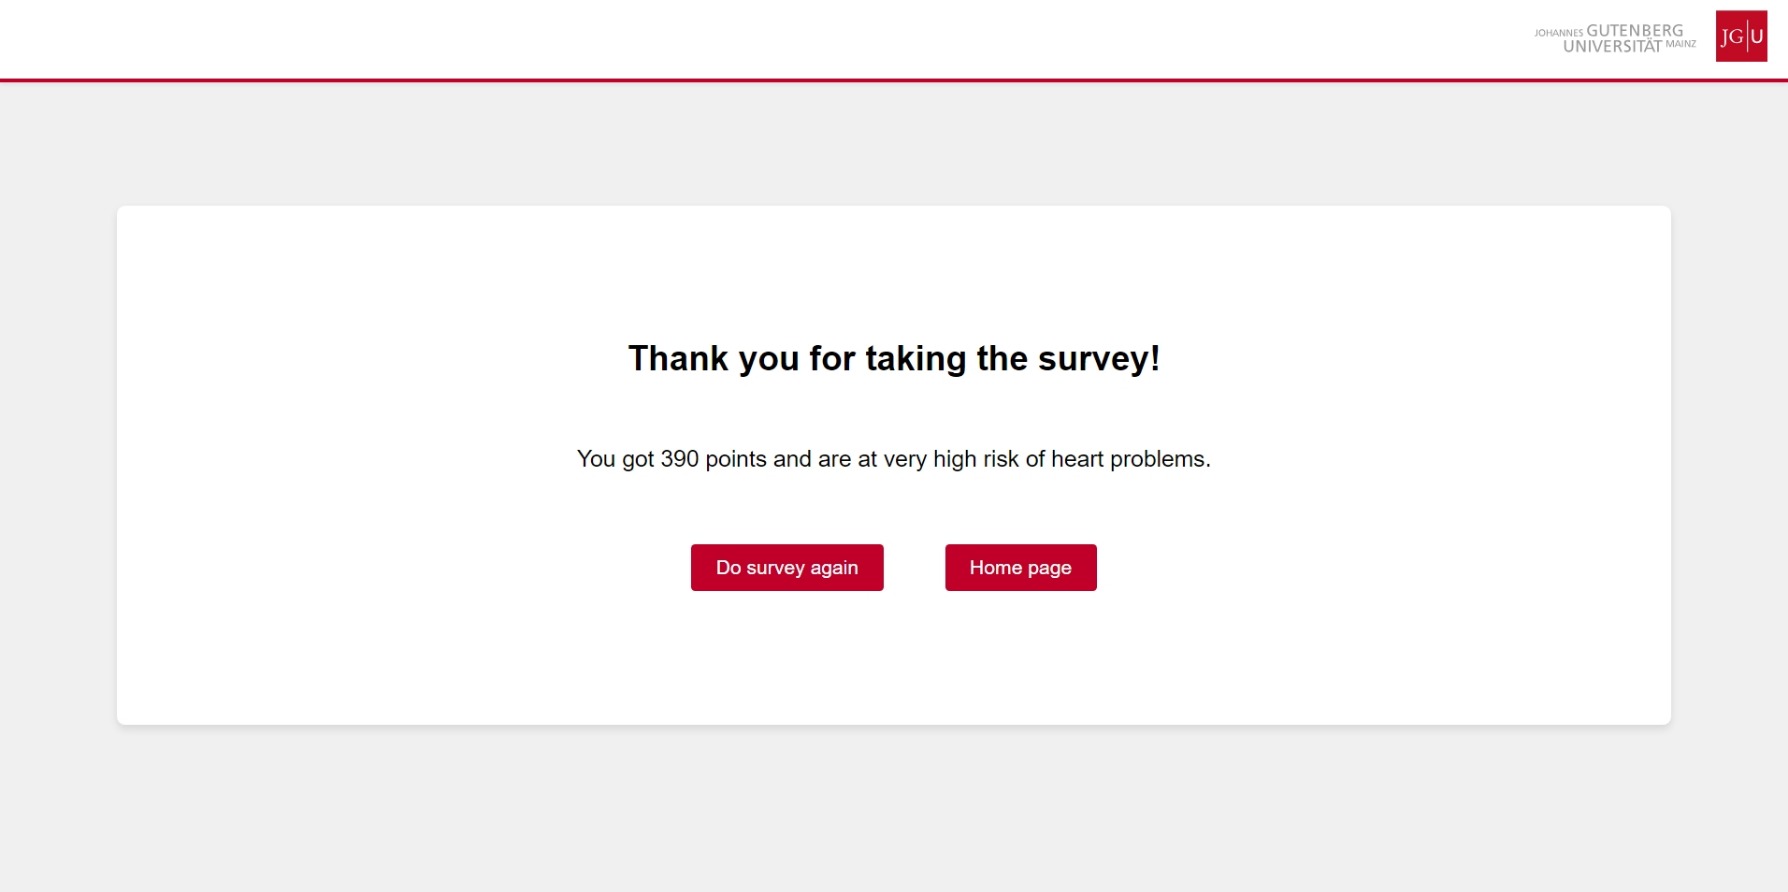 JOHANNES GUTENBERG
UNIVERSITÄT MAINZ
JG|U
Thank you for taking the survey!
You got 390 points and are at very high risk of heart problems.
Do survey again
Home page